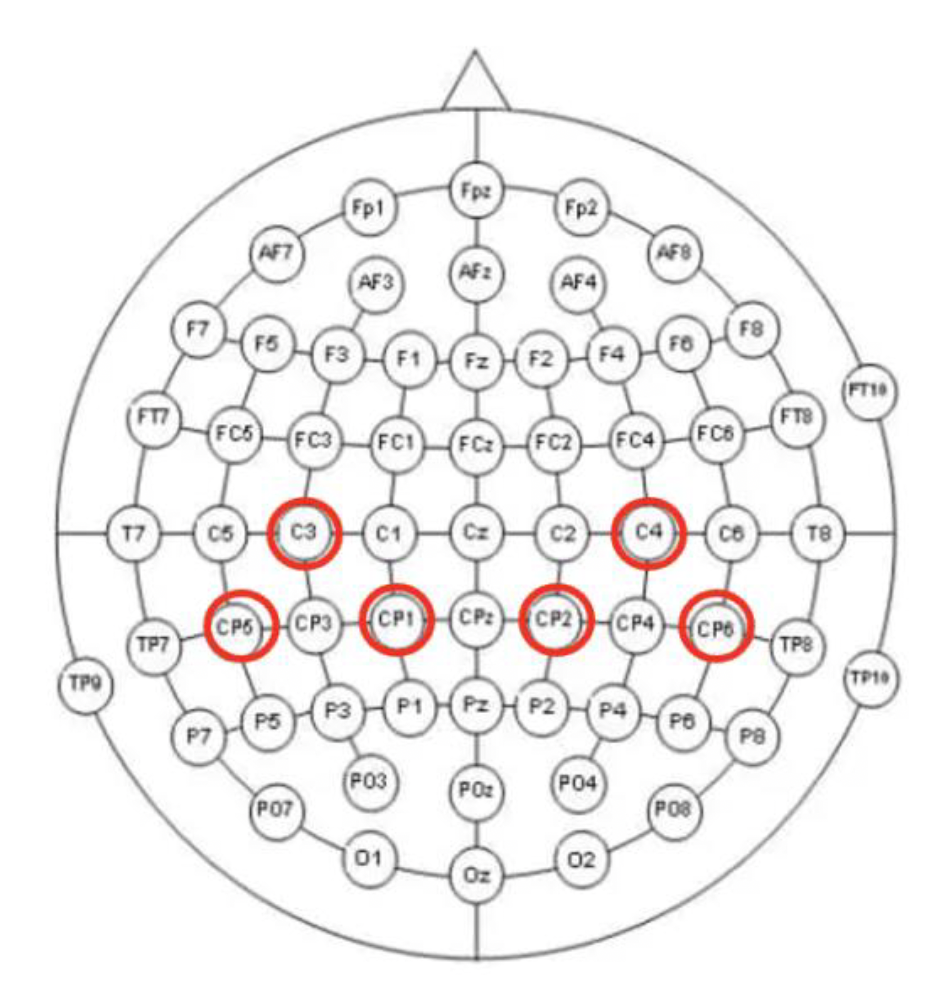 Fpz
Fp1 Fp2
AF7 AF8
AF3 AFz AF4
F7 F5 F3 F1 Fz F2 F4 F6 F8
FT10
FT7 FC5 FC3 FC1 FCz FC2 FC4 FC6 FT8
T7 C5 C3 C1 Cz C2 C4 C6 T8
TP7 CP5 CP3 CP1 CPz CP2 CP4 CP6 TP8
TP9 TP10
P7 P5 P3 P1 Pz P2 P4 P6 P8
PO3 POz PO4
PO7 PO8
O1 Oz O2